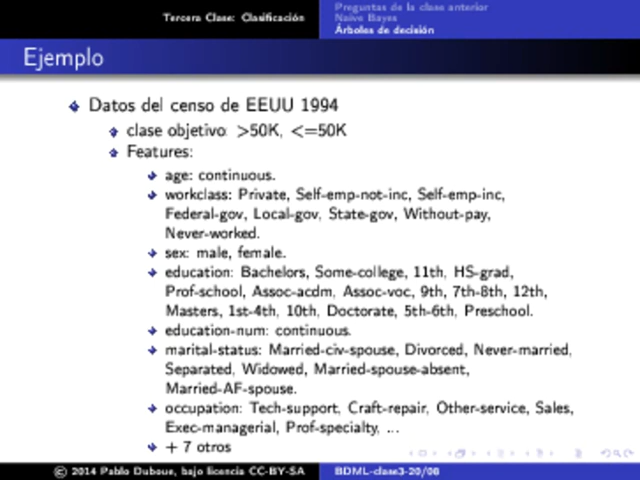 Tercera Clase: Clasificación
Preguntas de la clase anterior
Naive Bayes
Árboles de decisión
Ejemplo
Datos del censo de EEUU 1994
clase objetivo: >50K, <=50K
Features:
age: continuous.
workclass: Private, Self-emp-not-inc, Self-emp-inc,
Federal-gov, Local-gov, State-gov, Without-pay,
Never-worked.
sex: male, female.
education: Bachelors, Some-college, 11th, HS-grad,
Prof-school, Assoc-acdm, Assoc-voc, 9th, 7th-8th, 12th,
Masters, 1st-4th, 10th, Doctorate, 5th-6th, Preschool.
education-num: continuous.
marital-status: Married-civ-spouse, Divorced, Never-married,
Separated, Widowed, Married-spouse-absent,
Married-AF-spouse.
occupation: Tech-support, Craft-repair, Other-service, Sales,
Exec-managerial, Prof-specialty, ...
+ 7 otros
© 2014 Pablo Duboue, bajo licencia CC-BY-SA
BDML-clase3-20/08